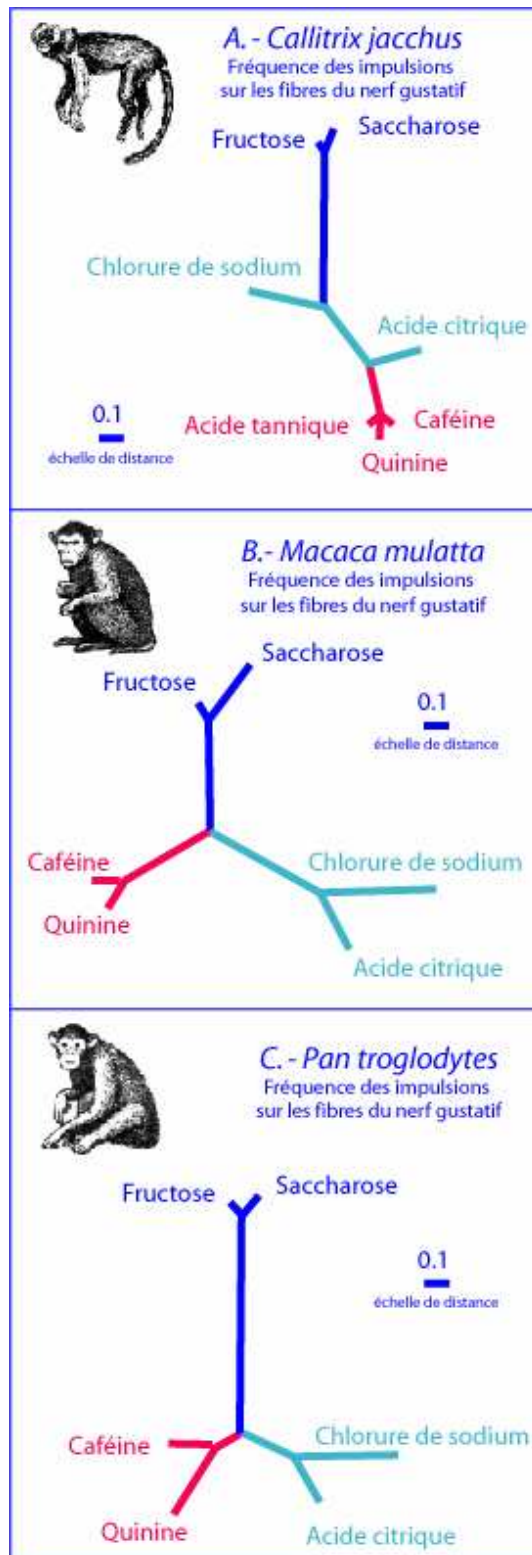 A. - Callitrix jacchus
Fréquence des impulsions
sur les fibres du nerf gustatif
Saccharose
Fructose
Chlorure de sodium
Acide citrique
0.1
échelle de distance
Acide tannique
Caféine
Quinine
B.- Macaca mulatta
Fréquence des impulsions
sur les fibres du nerf gustatif
Saccharose
Fructose
0.1
échelle de distance
Caféine
Chlorure de sodium
Quinine
Acide citrique
C. - Pan troglodytes
Fréquence des impulsions
sur les fibres du nerf gustatif
Fructose
Saccharose
0.1
échelle de distance
Caféine
Chlorure de sodium
Quinine
Acide citrique